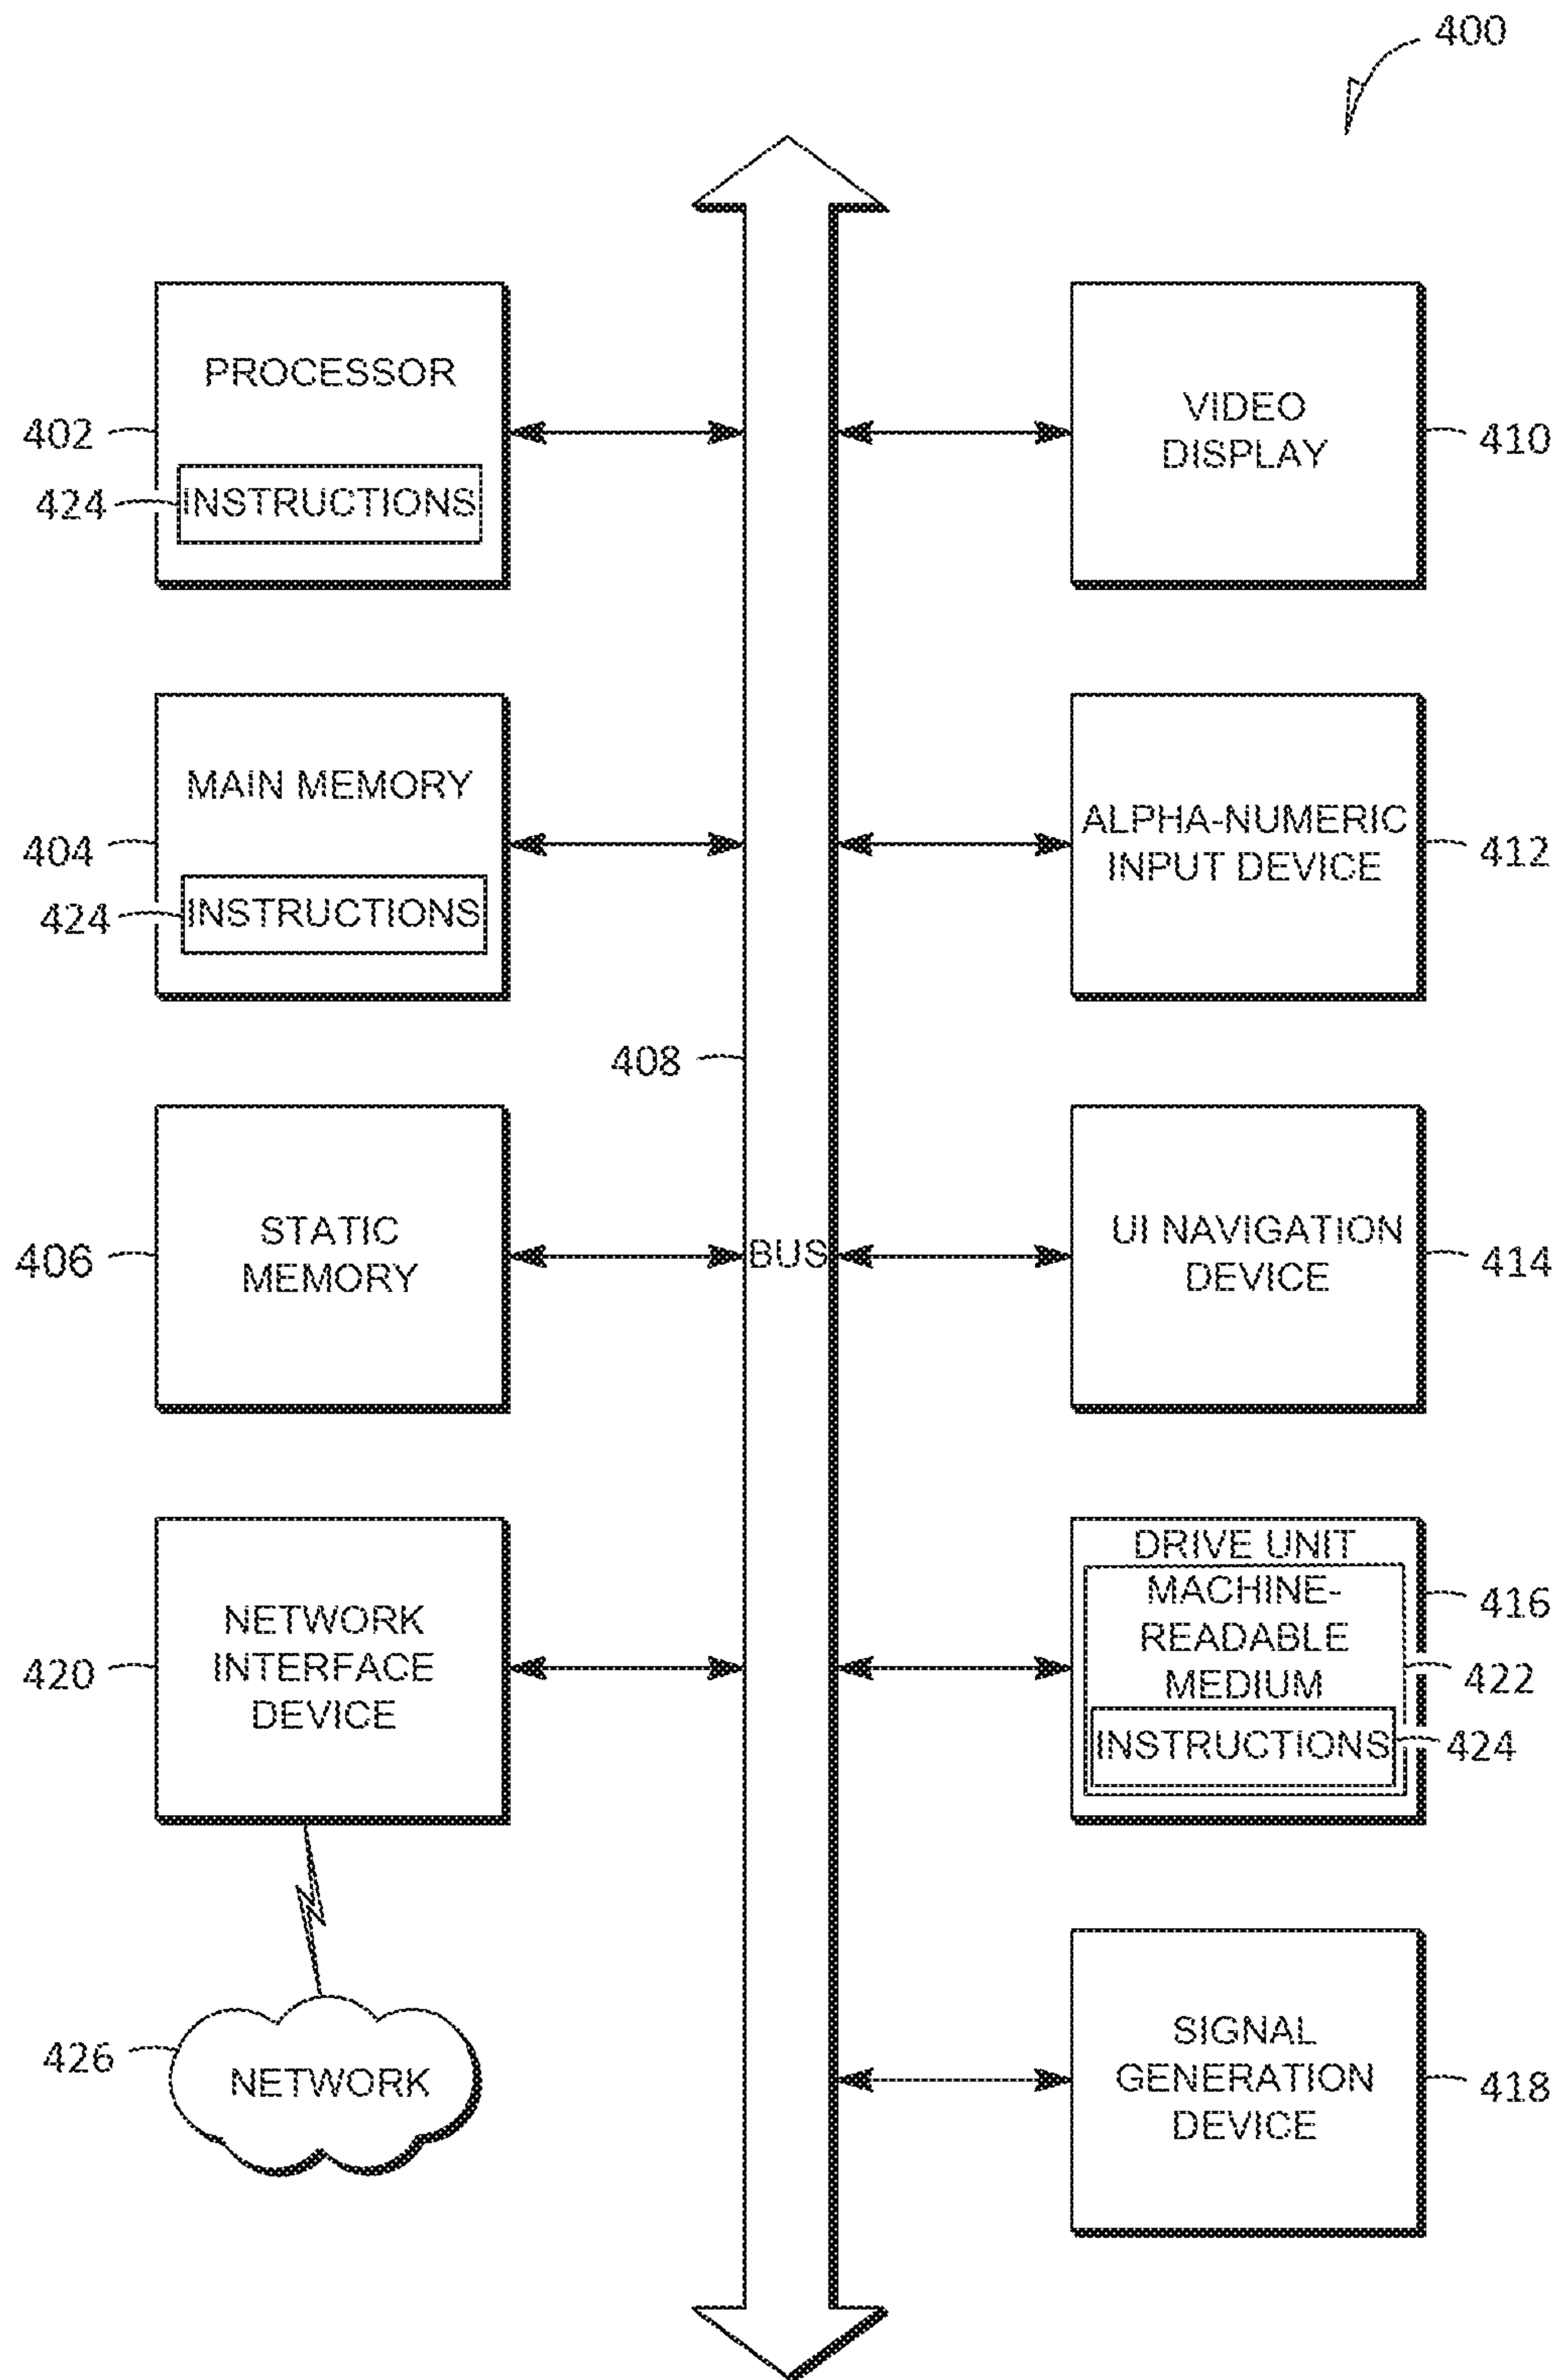 400
PROCESSOR
402
424
INSTRUCTIONS
VIDEO
DISPLAY
410
MAIN MEMORY
404
424
INSTRUCTIONS
ALPHA-NUMERIC
INPUT DEVICE
412
408
STATIC
MEMORY
406
BUS
UI NAVIGATION
DEVICE
414
NETWORK
INTERFACE
DEVICE
420
DRIVE UNIT
MACHINE-
READABLE
MEDIUM
INSTRUCTIONS
416
422
424
426
NETWORK
SIGNAL
GENERATION
DEVICE
418